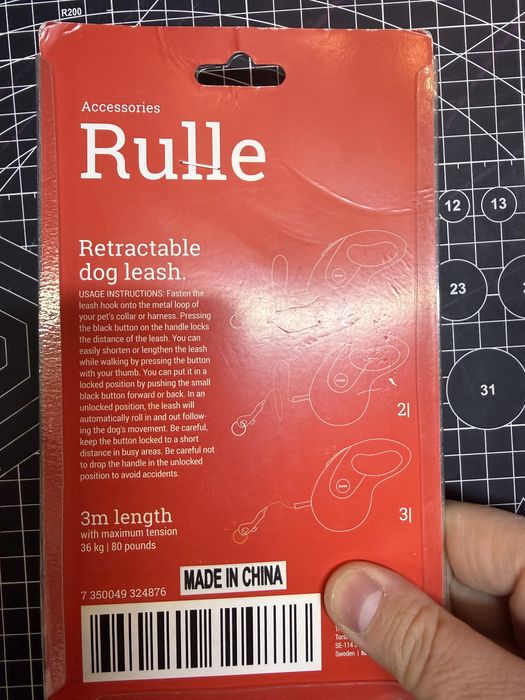 R200
Accessories
Rulle
12
13
Retractable
dog leash.
USAGE INSTRUCTIONS: Fasten the
leash hook onto the metal loop of
your pet's collar or harness. Pressing
the black button on the handle locks
the distance of the leash. You can
easily shorten or lengthen the leash
while walking by pressing the button
with your thumb. You can put it in a
locked position by pushing the small
black button forward or back. In an
unlocked position, the leash will
automatically roll in and out follow-
ing the dog's movement. Be careful,
keep the button locked to a short
distance in busy areas. Be careful not
to drop the handle in the unlocked
position to avoid accidents.
23
31
2|
3|
3m length
with maximum tension
36 kg | 80 pounds
MADE IN CHINA
7 350049 324876
SE-114
Sweden |